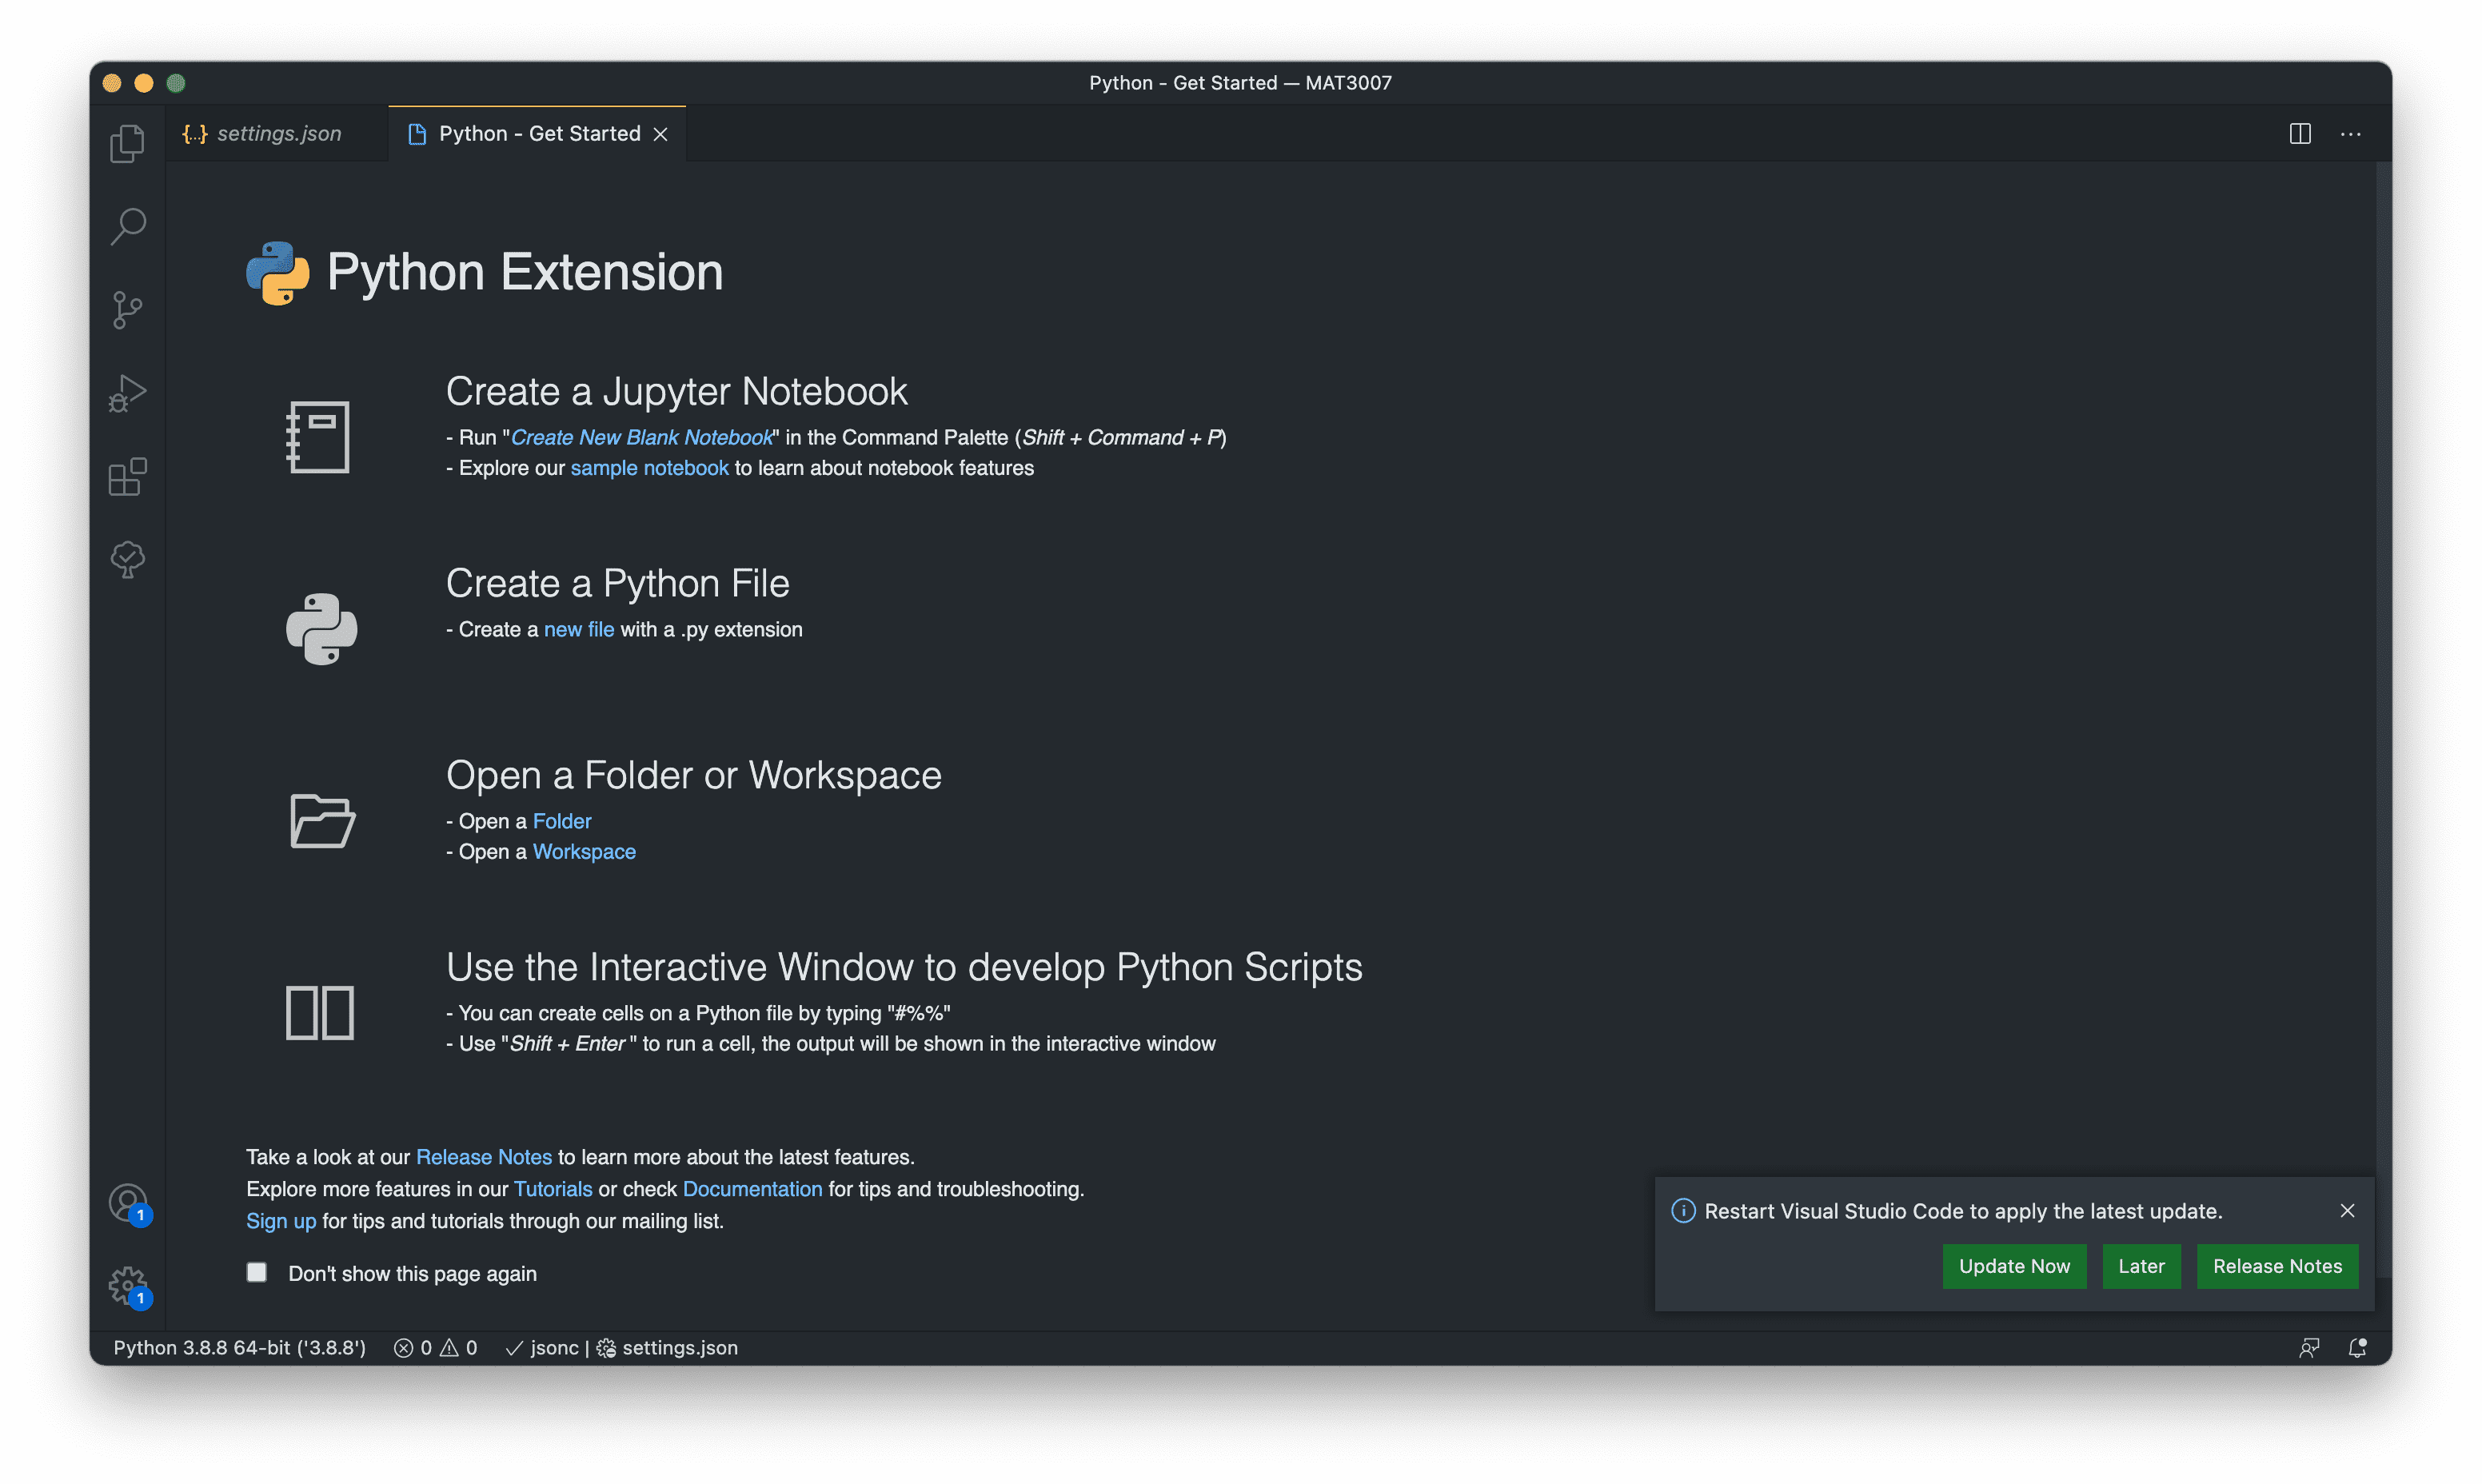 Python - Get Started — MAT3007
{..} settings.json
Python - Get Started
Python Extension
Create a Jupyter Notebook
- Run "Create New Blank Notebook" in the Command Palette (Shift + Command + P)
- Explore our sample notebook to learn about notebook features
Create a Python File
- Create a new file with a .py extension
Open a Folder or Workspace
- Open a Folder
- Open a Workspace
Use the Interactive Window to develop Python Scripts
- You can create cells on a Python file by typing "#%%"
- Use "Shift + Enter " to run a cell, the output will be shown in the interactive window
Take a look at our Release Notes to learn more about the latest features.
Explore more features in our Tutorials or check Documentation for tips and troubleshooting.
Sign up for tips and tutorials through our mailing list.
Don't show this page again
1
1
Restart Visual Studio Code to apply the latest update.
Update Now
Later
Release Notes
Python 3.8.8 64-bit ('3.8.8') 0 0 jsonc | settings.json